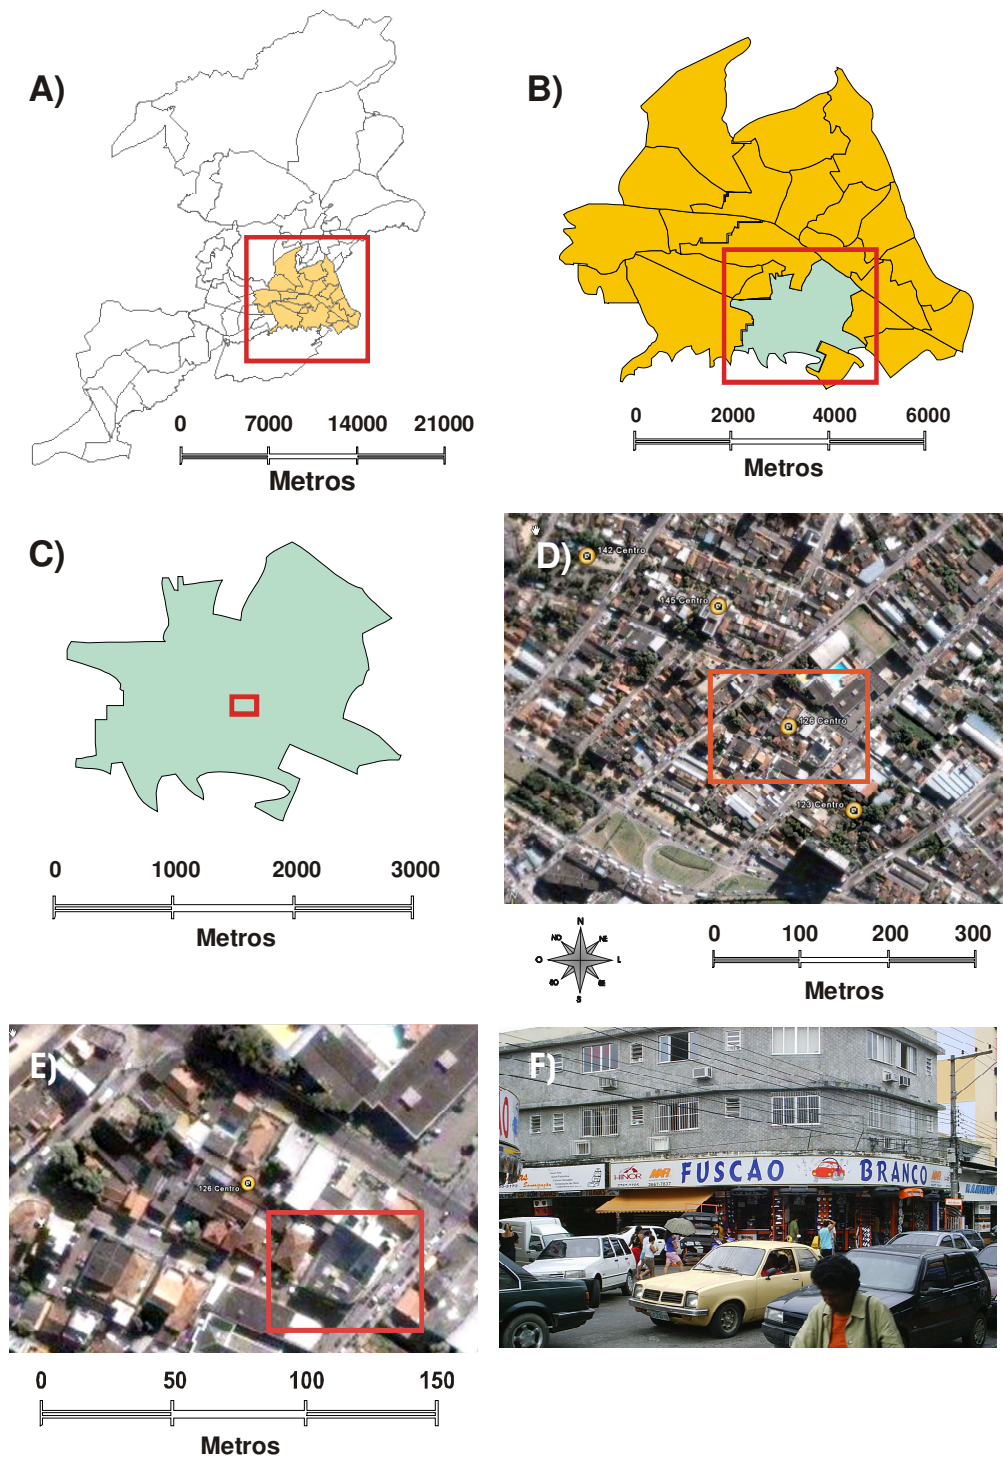 A)
B)
0 7000 14000 21000
Metros
0 2000 4000 6000
Metros
C)
D)
142 Centro
145 Centro
126 Centro
123 Centro
0 1000 2000 3000
Metros
N
NO NE
O L
SO SE
S
0 100 200 300
Metros
E)
126 Centro
F)
FUSCAO BRANCO
HINOR
0 50 100 150
Metros